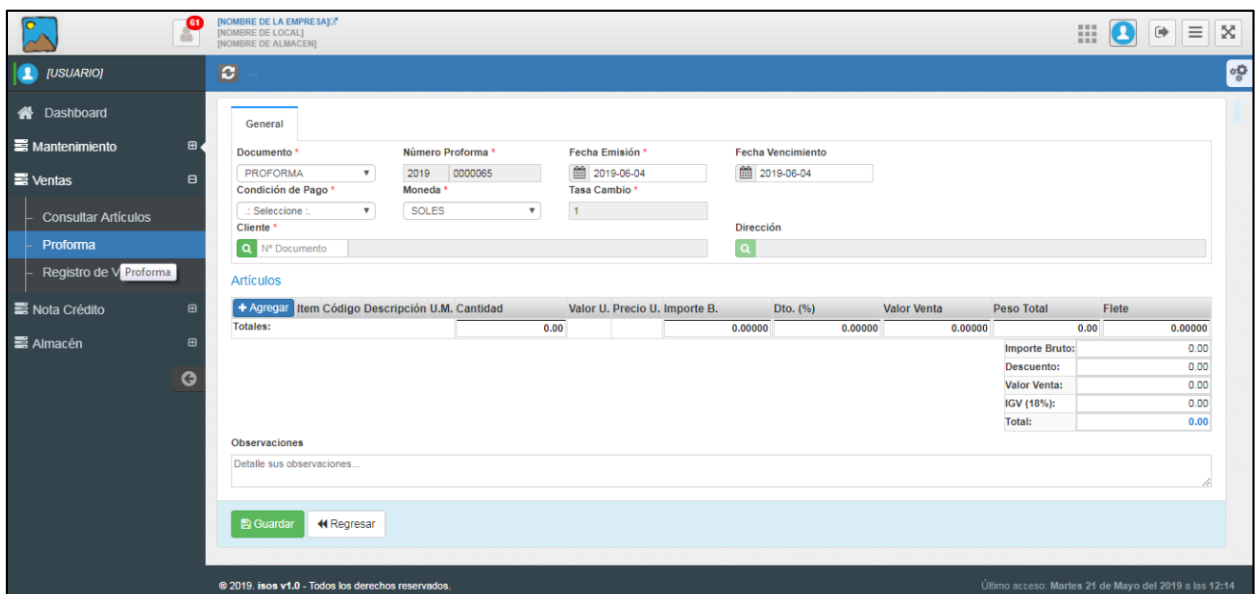 61
[NOMBRE DE LA EMPRESA]
[NOMBRE DE LOCAL]
[NOMBRE DE ALMACEN]
[USUARIO]
...
Dashboard
Mantenimiento
Ventas
Consultar Artículos
Proforma
Registro de V Proforma
Nota Crédito
Almacén
General
Documento * Número Proforma * Fecha Emisión * Fecha Vencimiento
PROFORMA 2019 0000065 2019-06-04 2019-06-04
Condición de Pago * Moneda * Tasa Cambio *
.: Seleccione :. SOLES 1
Cliente * Dirección
Nº Documento
Artículos
+ Agregar Item Código Descripción U.M. Cantidad Valor U. Precio U. Importe B. Dto. (%) Valor Venta Peso Total Flete
Totales: 0.00 0.00000 0.00000 0.00000 0.00 0.00000
Importe Bruto: 0.00
Descuento: 0.00
Valor Venta: 0.00
IGV (18%): 0.00
Total: 0.00
Observaciones
Detalle sus observaciones...
Guardar Regresar
® 2019. isos v1.0 - Todos los derechos reservados. Último acceso: Martes 21 de Mayo del 2019 a las 12:14